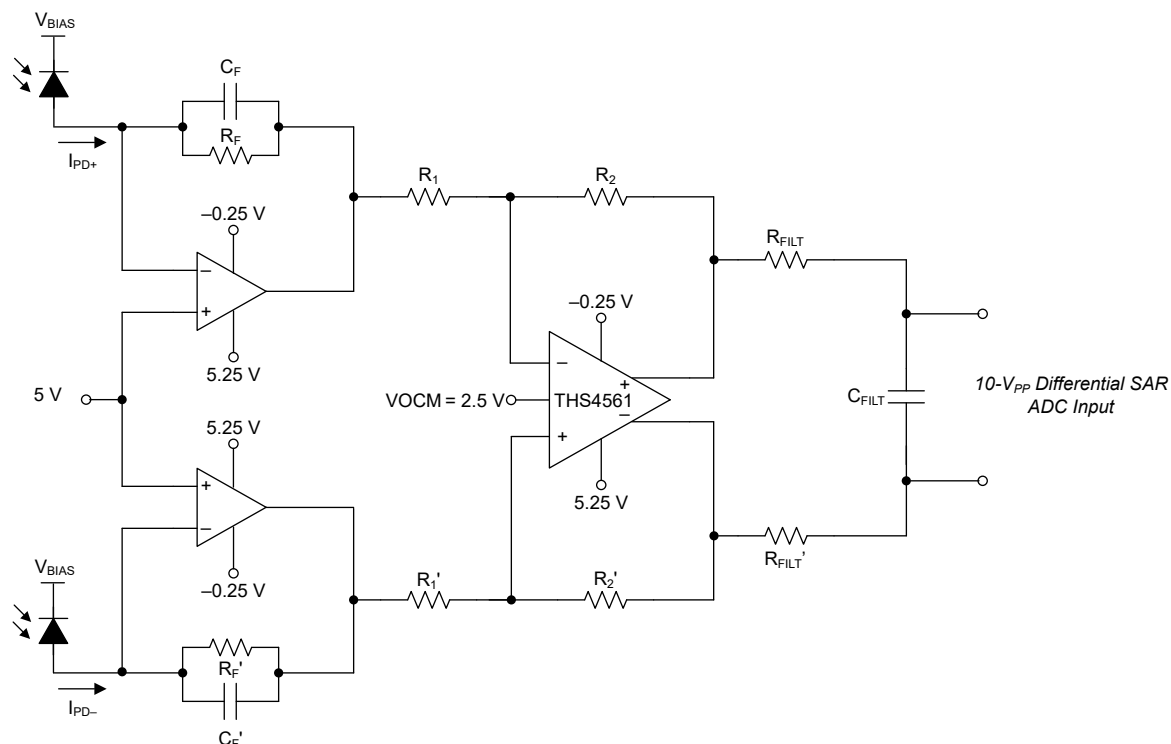 VBIAS
CF
RF
IPD+
–0.25 V
–
+
5.25 V
5 V
5.25 V
+
–
–0.25 V
VBIAS
RF'
CF'
IPD–
R1
R2
–0.25 V
–
+
VOCM = 2.5 V
THS4561
+
–
5.25 V
R1'
R2'
RFILT
CFILT
RFILT'
10-VPP Differential SAR
ADC Input